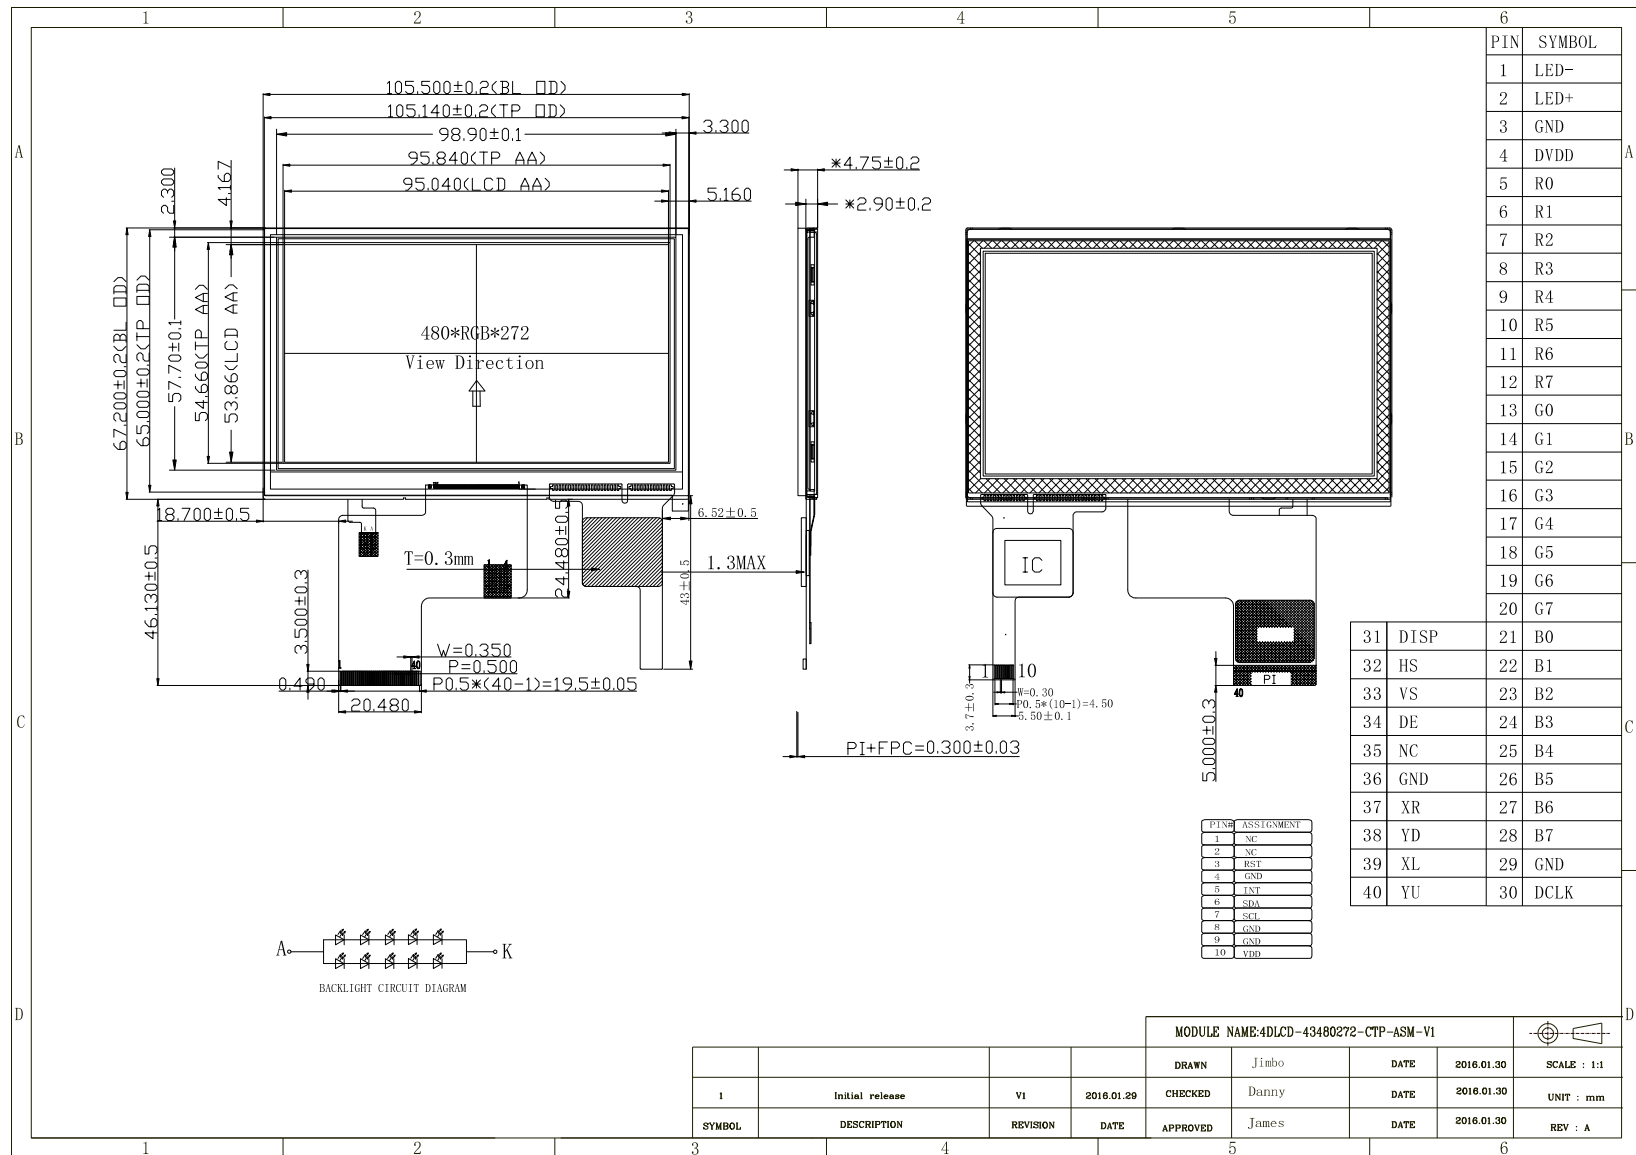 1 2 3 4 5 6
A
B
C
D
A
B
C
D
105.500±0.2(BL OD)
105.140±0.2(TP OD)
98.90±0.1
3.300
95.840(TP AA)
95.040(LCD AA)
5.160
2.300
4.167
67.200±0.2(BL OD)
65.000±0.2(TP OD)
57.70±0.1
54.660(TP AA)
53.86(LCD AA)
480*RGB*272
View Direction
*4.75±0.2
*2.90±0.2
18.700±0.5
K A
46.130±0.5
T=0.3mm
24.480±0.5
6.52±0.5
1.3MAX
43±0.5
3.500±0.3
W=0.350
1 40
P=0.500
0.490
P0.5*(40-1)=19.5±0.05
20.480
PI+FPC=0.300±0.03
IC
1 10
3.7±0.3
W=0.30
P0.5*(10-1)=4.50
5.50±0.1
PI
40
5.000±0.3
PIN SYMBOL
1 LED-
2 LED+
3 GND
4 DVDD
5 R0
6 R1
7 R2
8 R3
9 R4
10 R5
11 R6
12 R7
13 G0
14 G1
15 G2
16 G3
17 G4
18 G5
19 G6
20 G7
31 DISP 21 B0
32 HS 22 B1
33 VS 23 B2
34 DE 24 B3
35 NC 25 B4
36 GND 26 B5
37 XR 27 B6
38 YD 28 B7
39 XL 29 GND
40 YU 30 DCLK
PIN# ASSIGNMENT
1 NC
2 NC
3 RST
4 GND
5 INT
6 SDA
7 SCL
8 GND
9 GND
10 VDD
A K
BACKLIGHT CIRCUIT DIAGRAM
MODULE NAME:4DLCD-43480272-CTP-ASM-V1
DRAWN Jimbo DATE 2016.01.30 SCALE : 1:1
1 Initial release V1 2016.01.29 CHECKED Danny DATE 2016.01.30 UNIT : mm
SYMBOL DESCRIPTION REVISION DATE APPROVED James DATE 2016.01.30 REV : A
1 2 3 4 5 6